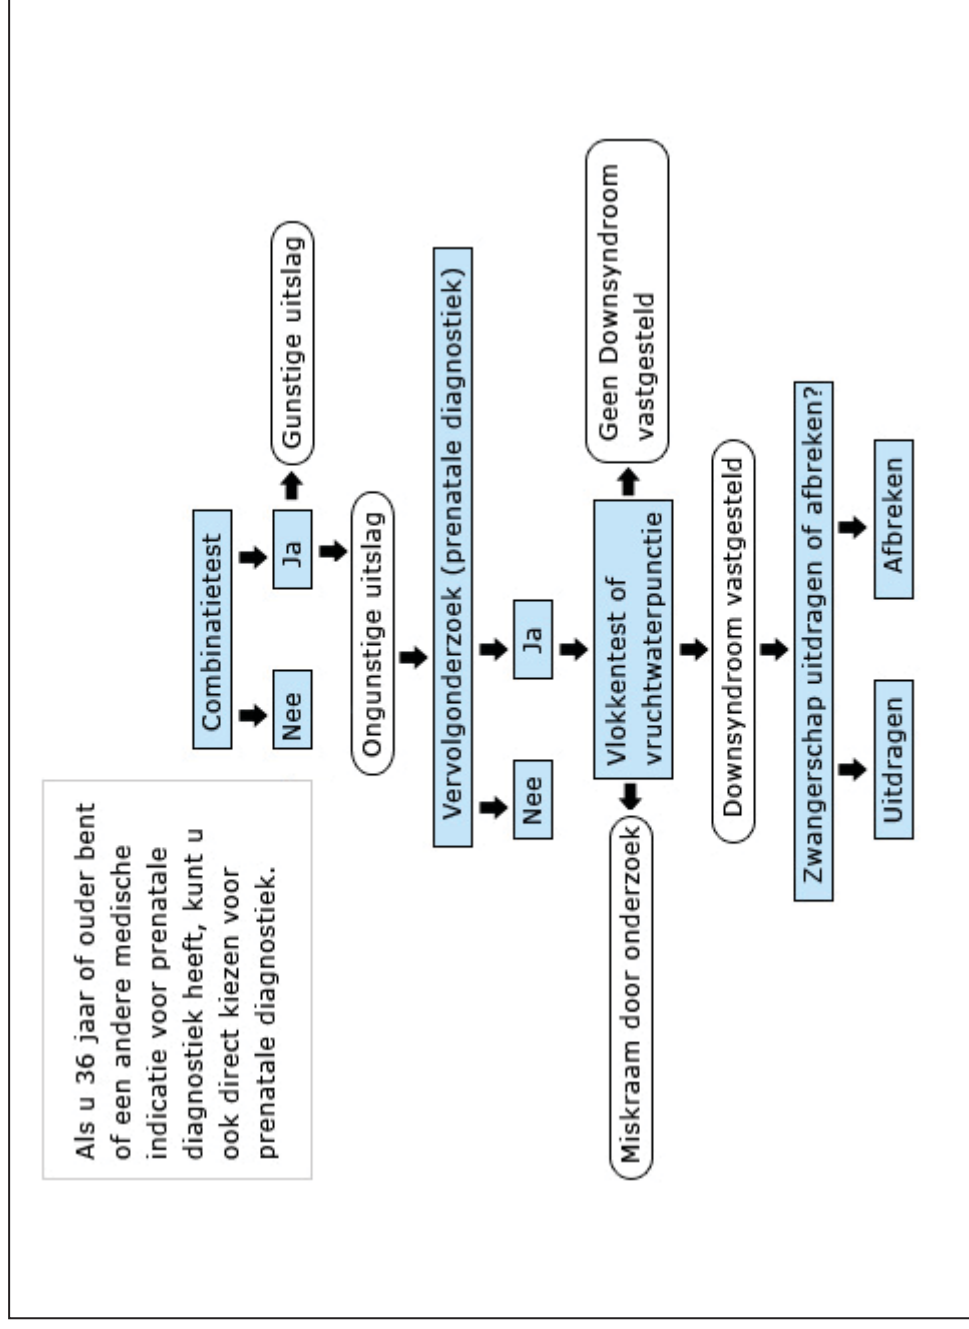 Als u 36 jaar of ouder bent
of een andere medische
indicatie voor prenatale
diagnostiek heeft, kunt u
ook direct kiezen voor
prenatale diagnostiek.
Combinatietest
Nee
Ja
Gunstige uitslag
Ongunstige uitslag
Vervolgonderzoek (prenatale diagnostiek)
Nee
Ja
Miskraam door onderzoek
Vlokkentest of
vruchtwaterpunctie
Geen Downsyndroom
vastgesteld
Downsyndroom vastgesteld
Zwangerschap uitdragen of afbreken?
Uitdragen
Afbreken